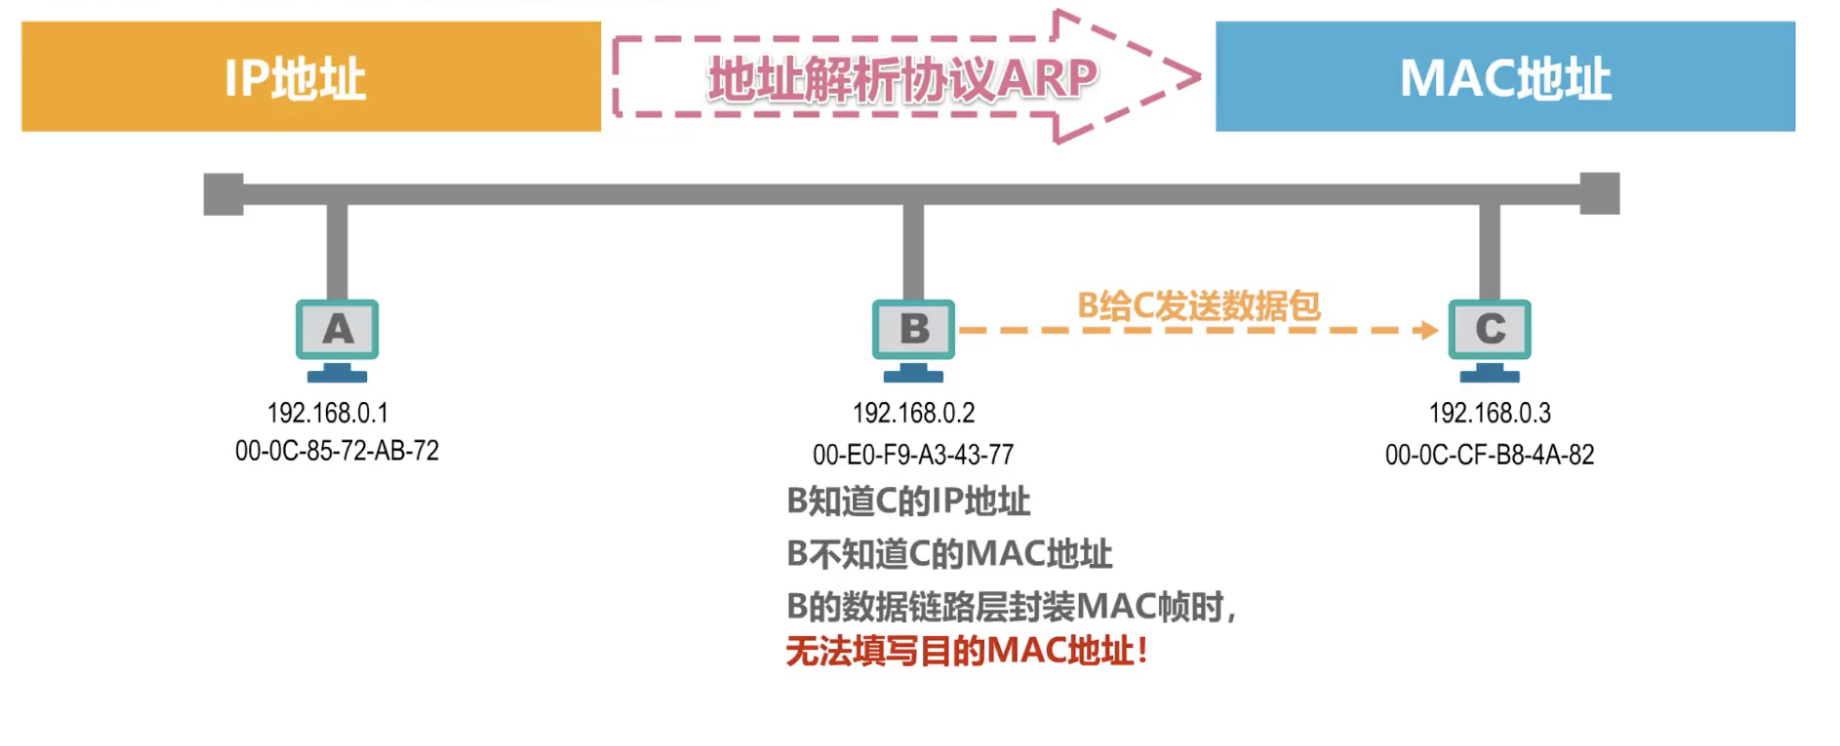 IP地址
地址解析协议ARP
MAC地址
B给C发送数据包
A
B
C
192.168.0.1
192.168.0.2
192.168.0.3
00-0C-85-72-AB-72
00-E0-F9-A3-43-77
00-0C-CF-B8-4A-82
B知道C的IP地址
B不知道C的MAC地址
B的数据链路层封装MAC帧时，
无法填写目的MAC地址！